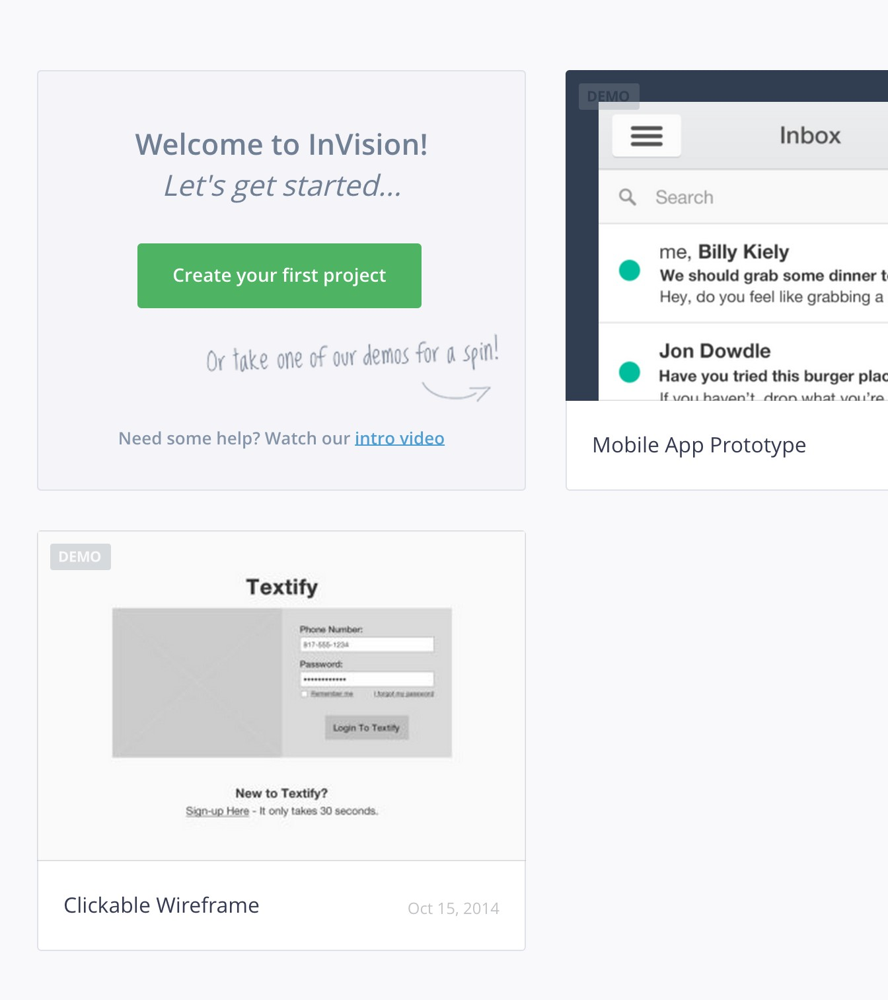 Welcome to InVision!
Let's get started...
Create your first project
Or take one of our demos for a spin!
Need some help? Watch our intro video
DEMO
Inbox
Search
me, Billy Kiely
We should grab some dinner t
Hey, do you feel like grabbing a
Jon Dowdle
Have you tried this burger plac
If you haven't, drop what you're
Mobile App Prototype
DEMO
Textify
Phone Number:
817-555-1234
Password:
••••••••••••
Remember me I forgot my password
Login To Textify
New to Textify?
Sign-up Here - It only takes 30 seconds.
Clickable Wireframe
Oct 15, 2014